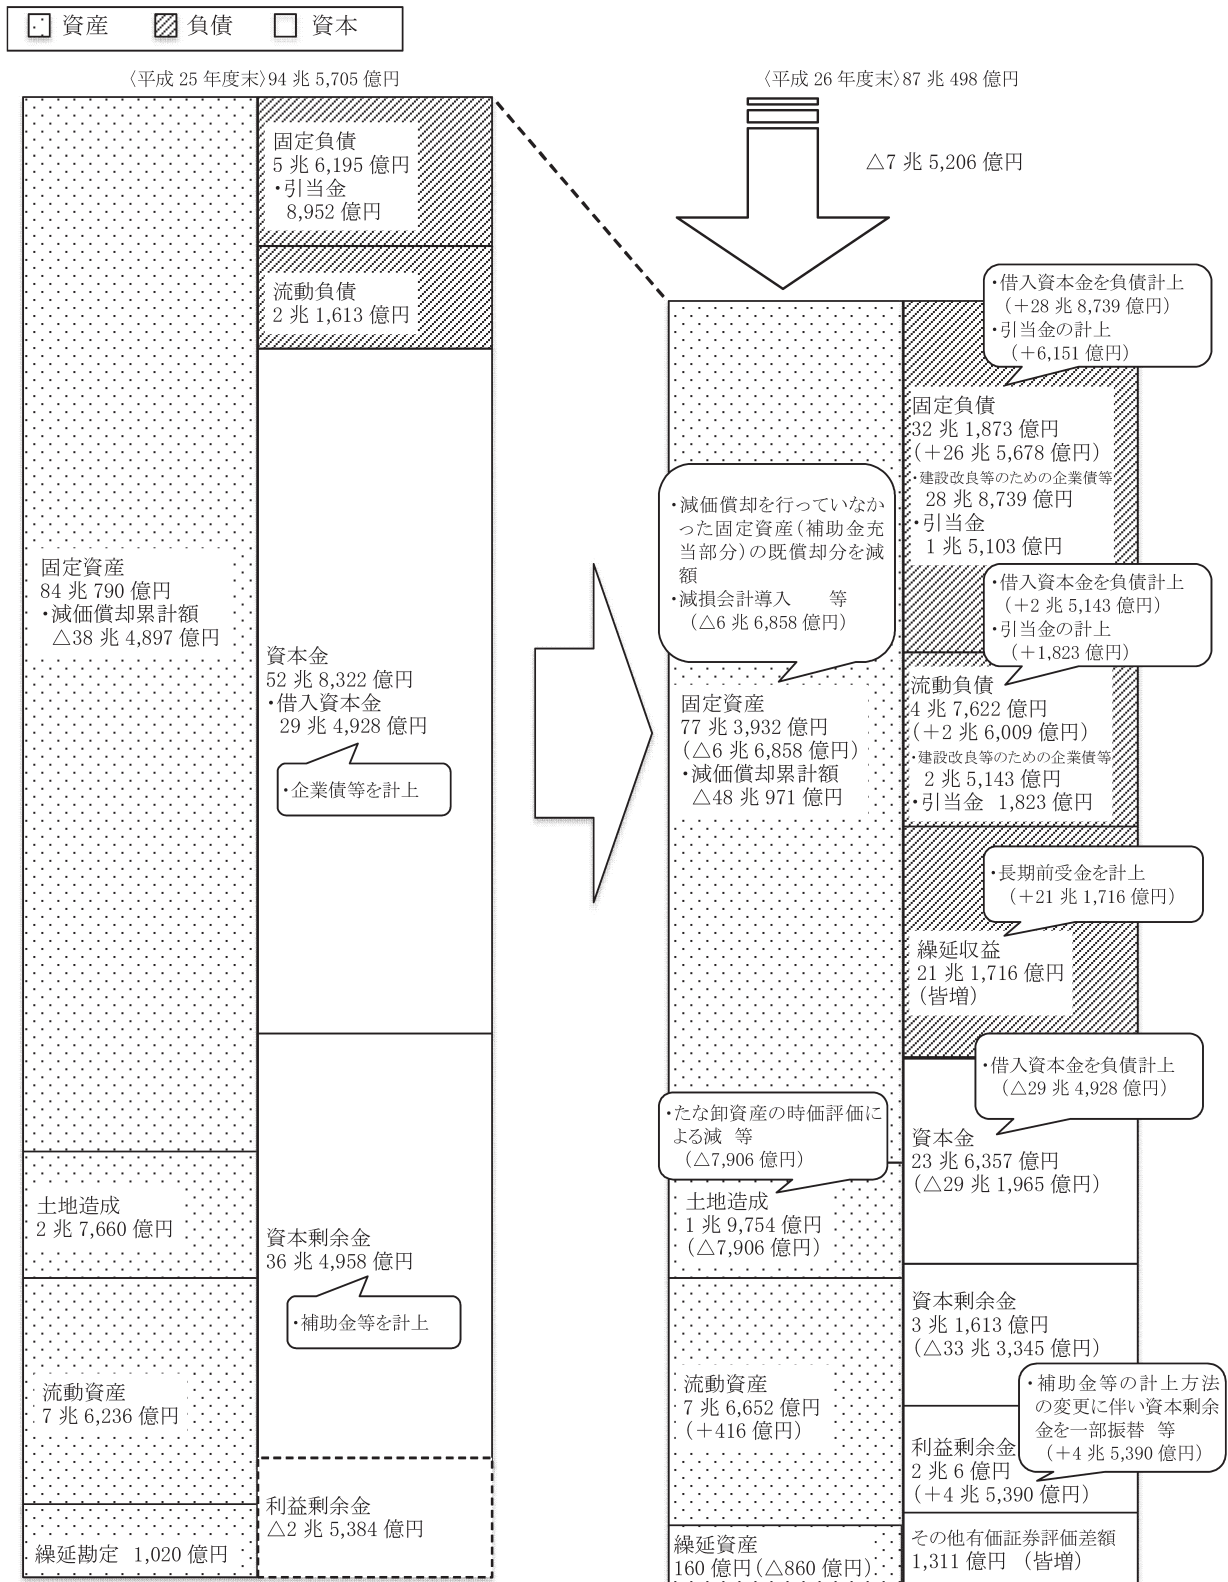 資産 負債 資本
〈平成 25 年度末〉94 兆 5,705 億円
固定負債
5 兆 6,195 億円
・引当金
8,952 億円
流動負債
2 兆 1,613 億円
固定資産
84 兆 790 億円
・減価償却累計額
△38 兆 4,897 億円
資本金
52 兆 8,322 億円
・借入資本金
29 兆 4,928 億円
・企業債等を計上
土地造成
2 兆 7,660 億円
資本剰余金
36 兆 4,958 億円
・補助金等を計上
流動資産
7 兆 6,236 億円
利益剰余金
△2 兆 5,384 億円
繰延勘定 1,020 億円
〈平成 26 年度末〉87 兆 498 億円
△7 兆 5,206 億円
・借入資本金を負債計上
(+28 兆 8,739 億円)
・引当金の計上
(+6,151 億円)
固定負債
32 兆 1,873 億円
(+26 兆 5,678 億円)
・建設改良等のための企業債等
28 兆 8,739 億円
・引当金
1 兆 5,103 億円
・減価償却を行っていなか
った固定資産(補助金充
当部分)の既償却分を減
額
・減損会計導入 等
(△6 兆 6,858 億円)
固定資産
77 兆 3,932 億円
(△6 兆 6,858 億円)
・減価償却累計額
△48 兆 971 億円
・借入資本金を負債計上
(+2 兆 5,143 億円)
・引当金の計上
(+1,823 億円)
流動負債
4 兆 7,622 億円
(+2 兆 6,009 億円)
・建設改良等のための企業債等
2 兆 5,143 億円
・引当金 1,823 億円
・長期前受金を計上
(+21 兆 1,716 億円)
繰延収益
21 兆 1,716 億円
(皆増)
・借入資本金を負債計上
(△29 兆 4,928 億円)
資本金
23 兆 6,357 億円
(△29 兆 1,965 億円)
・たな卸資産の時価評価に
よる減 等
(△7,906 億円)
土地造成
1 兆 9,754 億円
(△7,906 億円)
資本剰余金
3 兆 1,613 億円
(△33 兆 3,345 億円)
・補助金等の計上方法
の変更に伴い資本剰余
金を一部振替 等
(+4 兆 5,390 億円)
流動資産
7 兆 6,652 億円
(+416 億円)
利益剰余金
2 兆 6 億円
(+4 兆 5,390 億円)
繰延資産
160 億円(△860 億円)
その他有価証券評価差額
1,311 億円 (皆増)